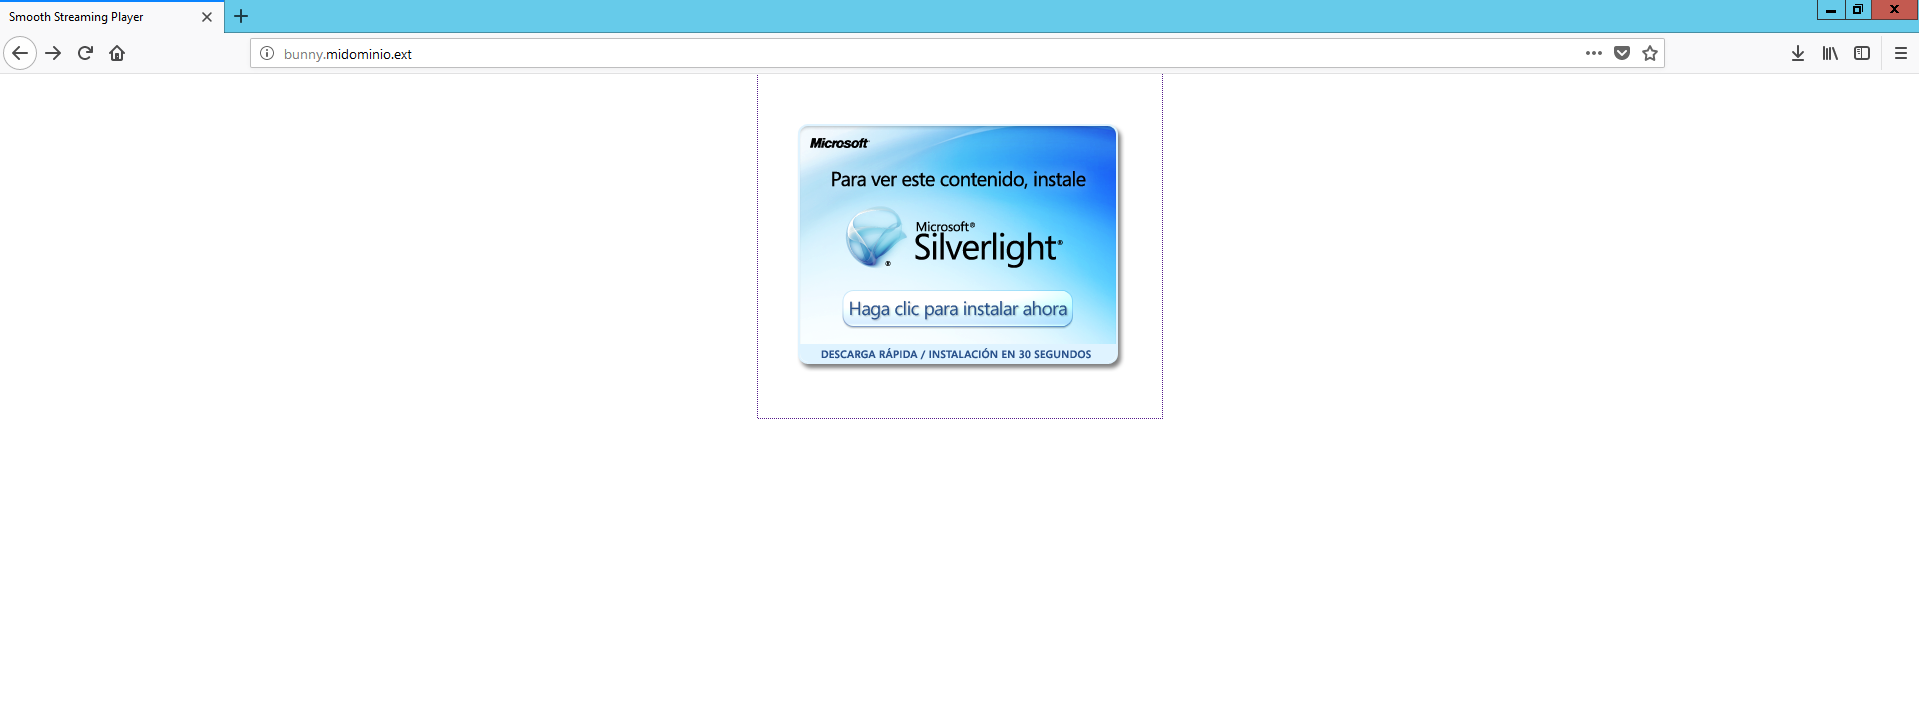 Smooth Streaming Player
bunny.midominio.ext
Microsoft
Para ver este contenido, instale
Microsoft®
Silverlight®
Haga clic para instalar ahora
DESCARGA RÁPIDA / INSTALACIÓN EN 30 SEGUNDOS